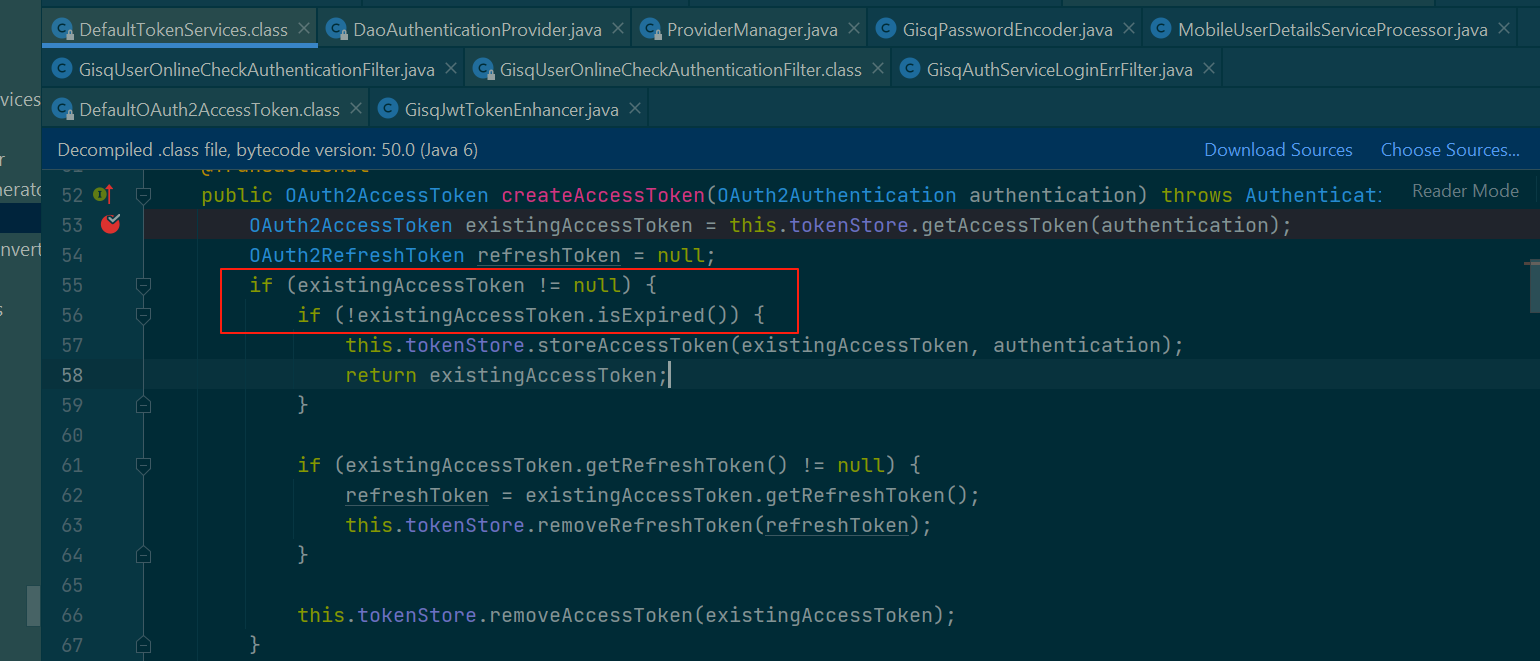 DefaultTokenServices.class DaoAuthenticationProvider.java ProviderManager.java GisqPasswordEncoder.java MobileUserDetailsServiceProcessor.java
GisqUserOnlineCheckAuthenticationFilter.java GisqUserOnlineCheckAuthenticationFilter.class GisqAuthServiceLoginErrFilter.java
DefaultOAuth2AccessToken.class GisqJwtTokenEnhancer.java
Decompiled .class file, bytecode version: 50.0 (Java 6) Download Sources Choose Sources...
52 public OAuth2AccessToken createAccessToken(OAuth2Authentication authentication) throws Authenticat: Reader Mode
53 OAuth2AccessToken existingAccessToken = this.tokenStore.getAccessToken(authentication);
54 OAuth2RefreshToken refreshToken = null;
55 if (existingAccessToken != null) {
56 if (!existingAccessToken.isExpired()) {
57 this.tokenStore.storeAccessToken(existingAccessToken, authentication);
58 return existingAccessToken;
59 }
60
61 if (existingAccessToken.getRefreshToken() != null) {
62 refreshToken = existingAccessToken.getRefreshToken();
63 this.tokenStore.removeRefreshToken(refreshToken);
64 }
65
66 this.tokenStore.removeAccessToken(existingAccessToken);
67 }